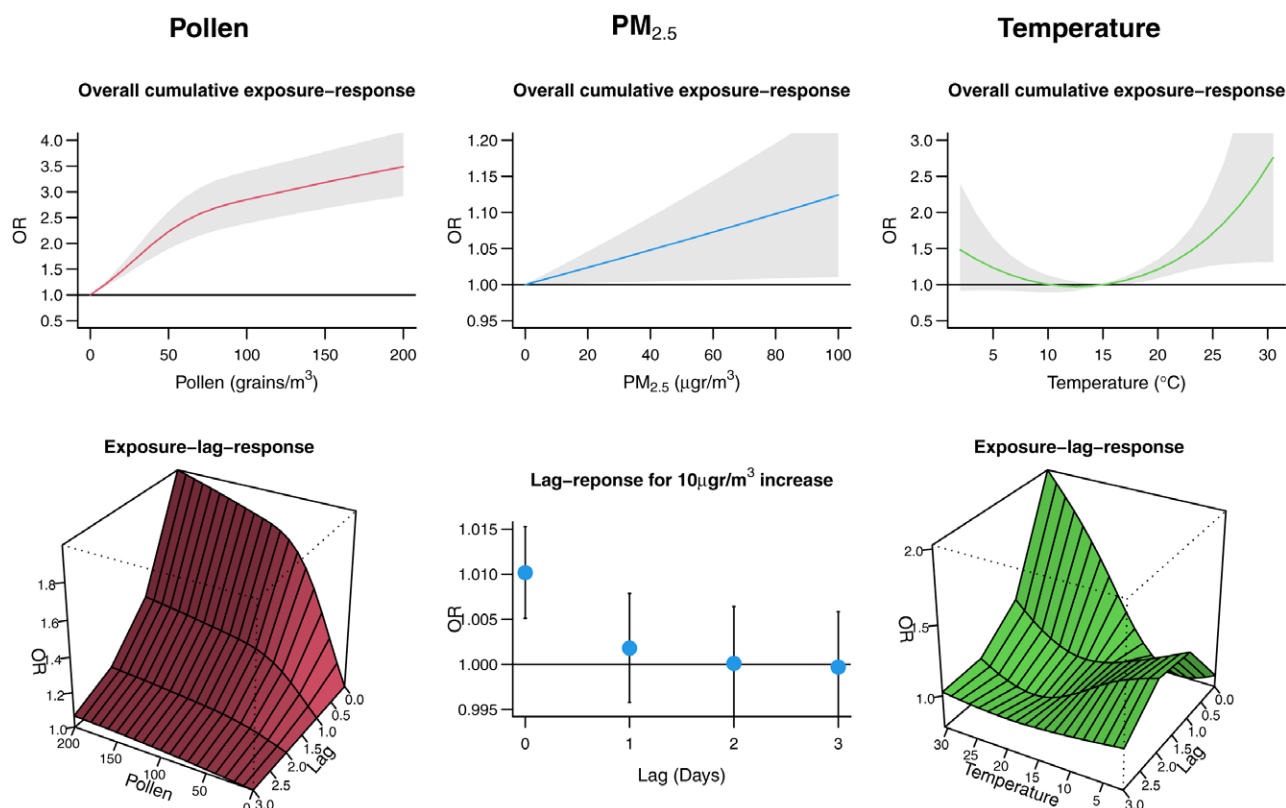 Pollen
PM2.5
Temperature
Overall cumulative exposure–response
Overall cumulative exposure–response
Overall cumulative exposure–response
OR
4.0
3.5
3.0
2.5
2.0
1.5
1.0
0.5
0 50 100 150 200
Pollen (grains/m³)
OR
1.20
1.15
1.10
1.05
1.00
0.95
0 20 40 60 80 100
PM2.5 (μgr/m³)
OR
3.0
2.5
2.0
1.5
1.0
0.5
5 10 15 20 25 30
Temperature (°C)
Exposure–lag–response
OR
1.8
1.6
1.4
1.2
1.0
200
150
100
50
0
Pollen
0.0
0.5
1.0
1.5
2.0
2.5
3.0
Lag
Lag–reponse for 10μgr/m³ increase
OR
1.015
1.010
1.005
1.000
0.995
0 1 2 3
Lag (Days)
Exposure–lag–response
OR
2.0
1.5
1.0
30
25
20
15
10
5
Temperature
0.0
0.5
1.0
1.5
2.0
2.5
3.0
Lag